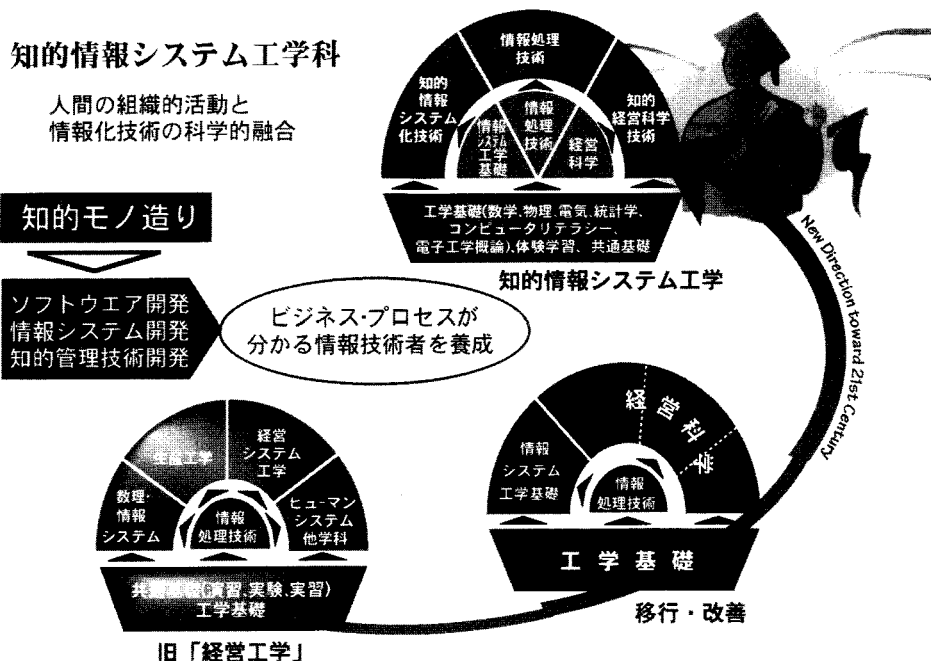 知的情報システム工学科
人間の組織的活動と
情報化技術の科学的融合
知的モノ造り
ソフトウエア開発
情報システム開発
知的管理技術開発
ビジネス・プロセスが
分かる情報技術者を養成
情報処理
技術
知的
情報
システム
化技術
知的
経営科学
技術
情報
システム
工学
基礎
情報
処理
技術
経営
科学
工学基礎(数学、物理、電気、統計学、
コンピュータリテラシー、
電子工学概論)、体験学習、共通基礎
知的情報システム工学
New Direction toward 21st Century
経営科学
情報
システム
工学基礎
情報
処理技術
工学基礎
移行・改善
生産工学
経営
システム
工学
数理・
情報
システム
情報
処理技術
ヒューマン
システム
他学科
共通基礎(演習、実験、実習)
工学基礎
旧「経営工学」